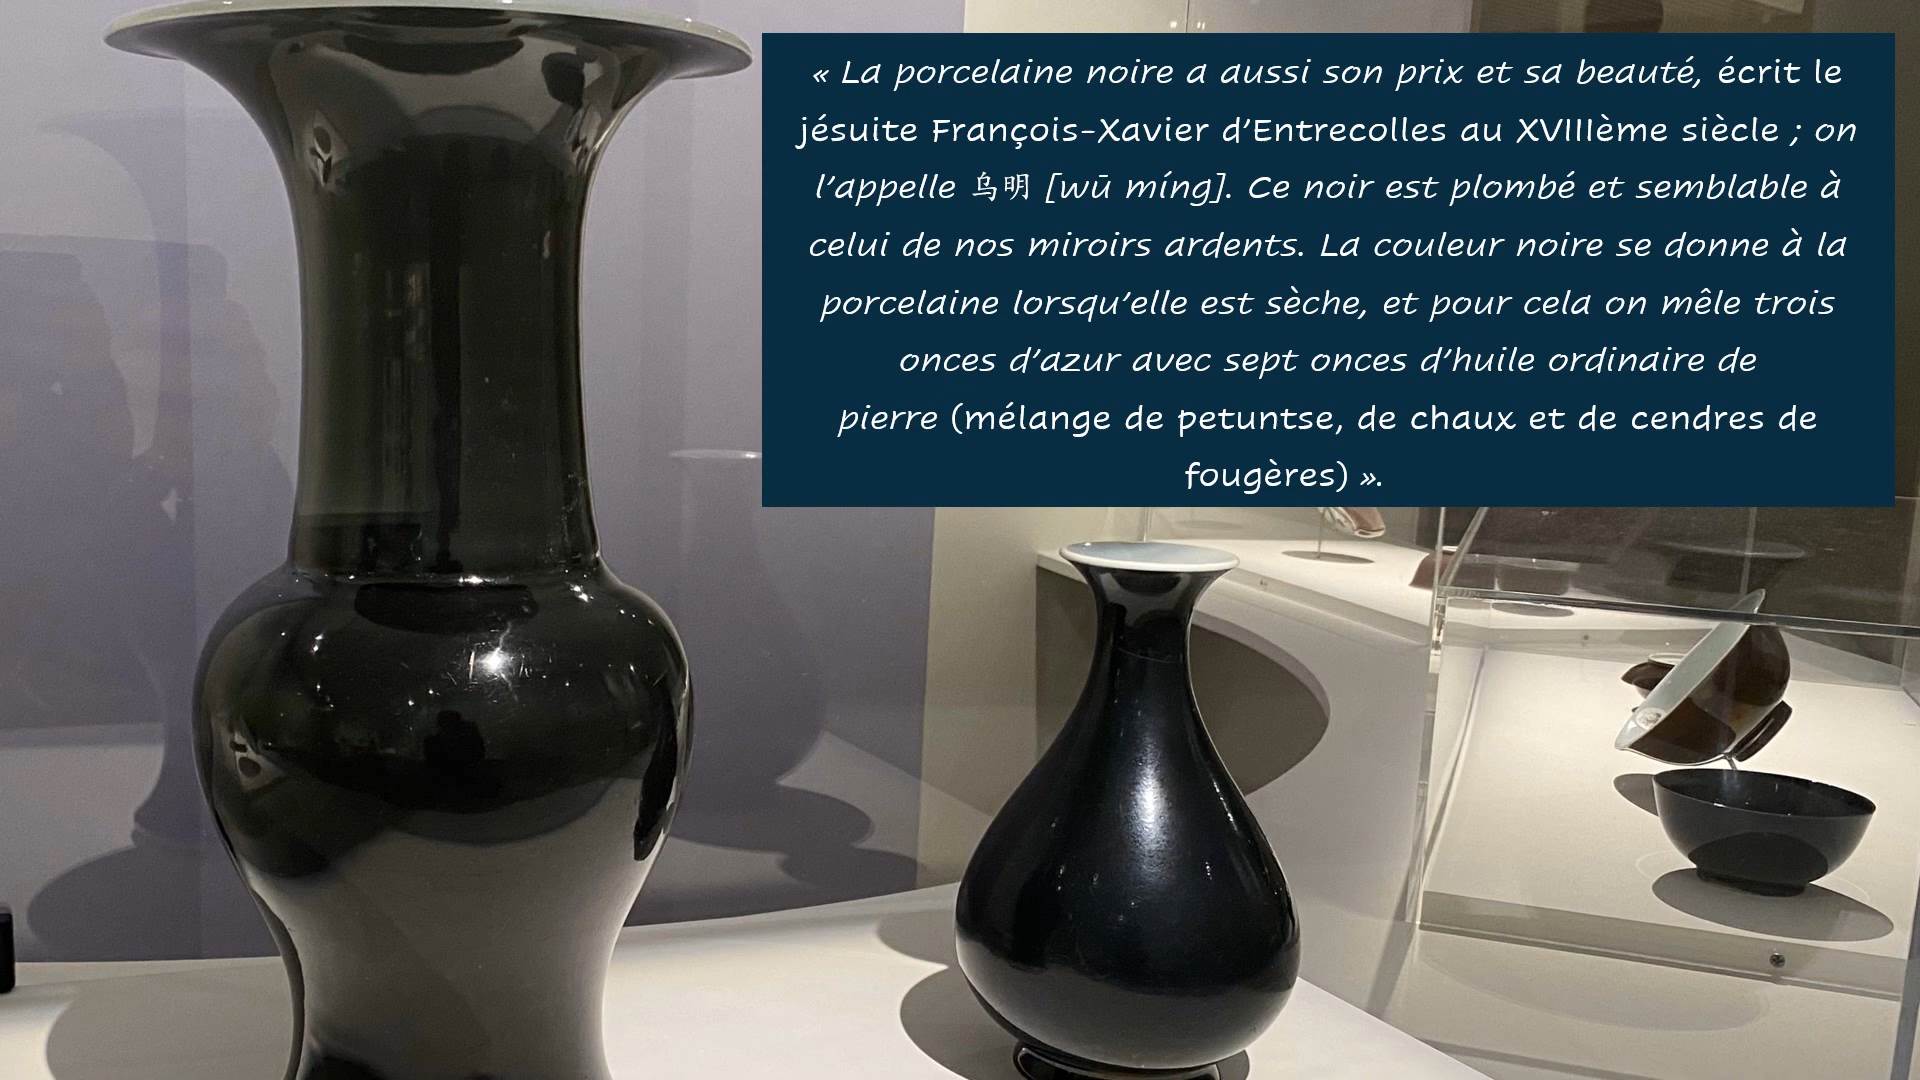 « La porcelaine noire a aussi son prix et sa beauté, écrit le
jésuite François-Xavier d’Entrecolles au XVIIIème siècle ; on
l’appelle 乌明 [wū míng]. Ce noir est plombé et semblable à
celui de nos miroirs ardents. La couleur noire se donne à la
porcelaine lorsqu’elle est sèche, et pour cela on mêle trois
onces d’azur avec sept onces d’huile ordinaire de
pierre (mélange de petuntse, de chaux et de cendres de
fougères) ».